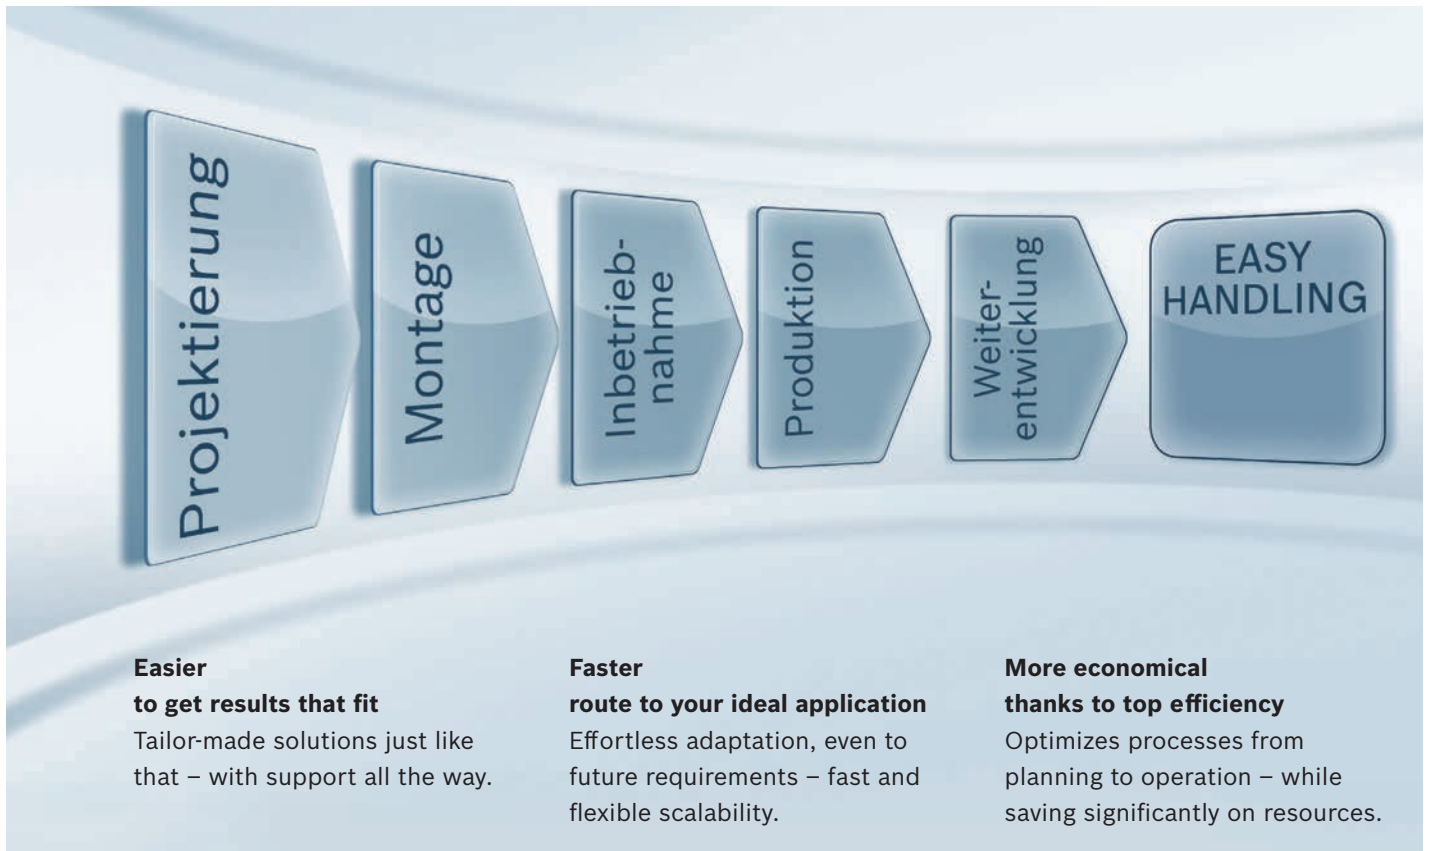 Projektierung
Montage
Inbetrieb-
nahme
Produktion
Weiter-
entwicklung
EASY
HANDLING
Easier
to get results that fit
Tailor-made solutions just like
that – with support all the way.
Faster
route to your ideal application
Effortless adaptation, even to
future requirements – fast and
flexible scalability.
More economical
thanks to top efficiency
Optimizes processes from
planning to operation – while
saving significantly on resources.